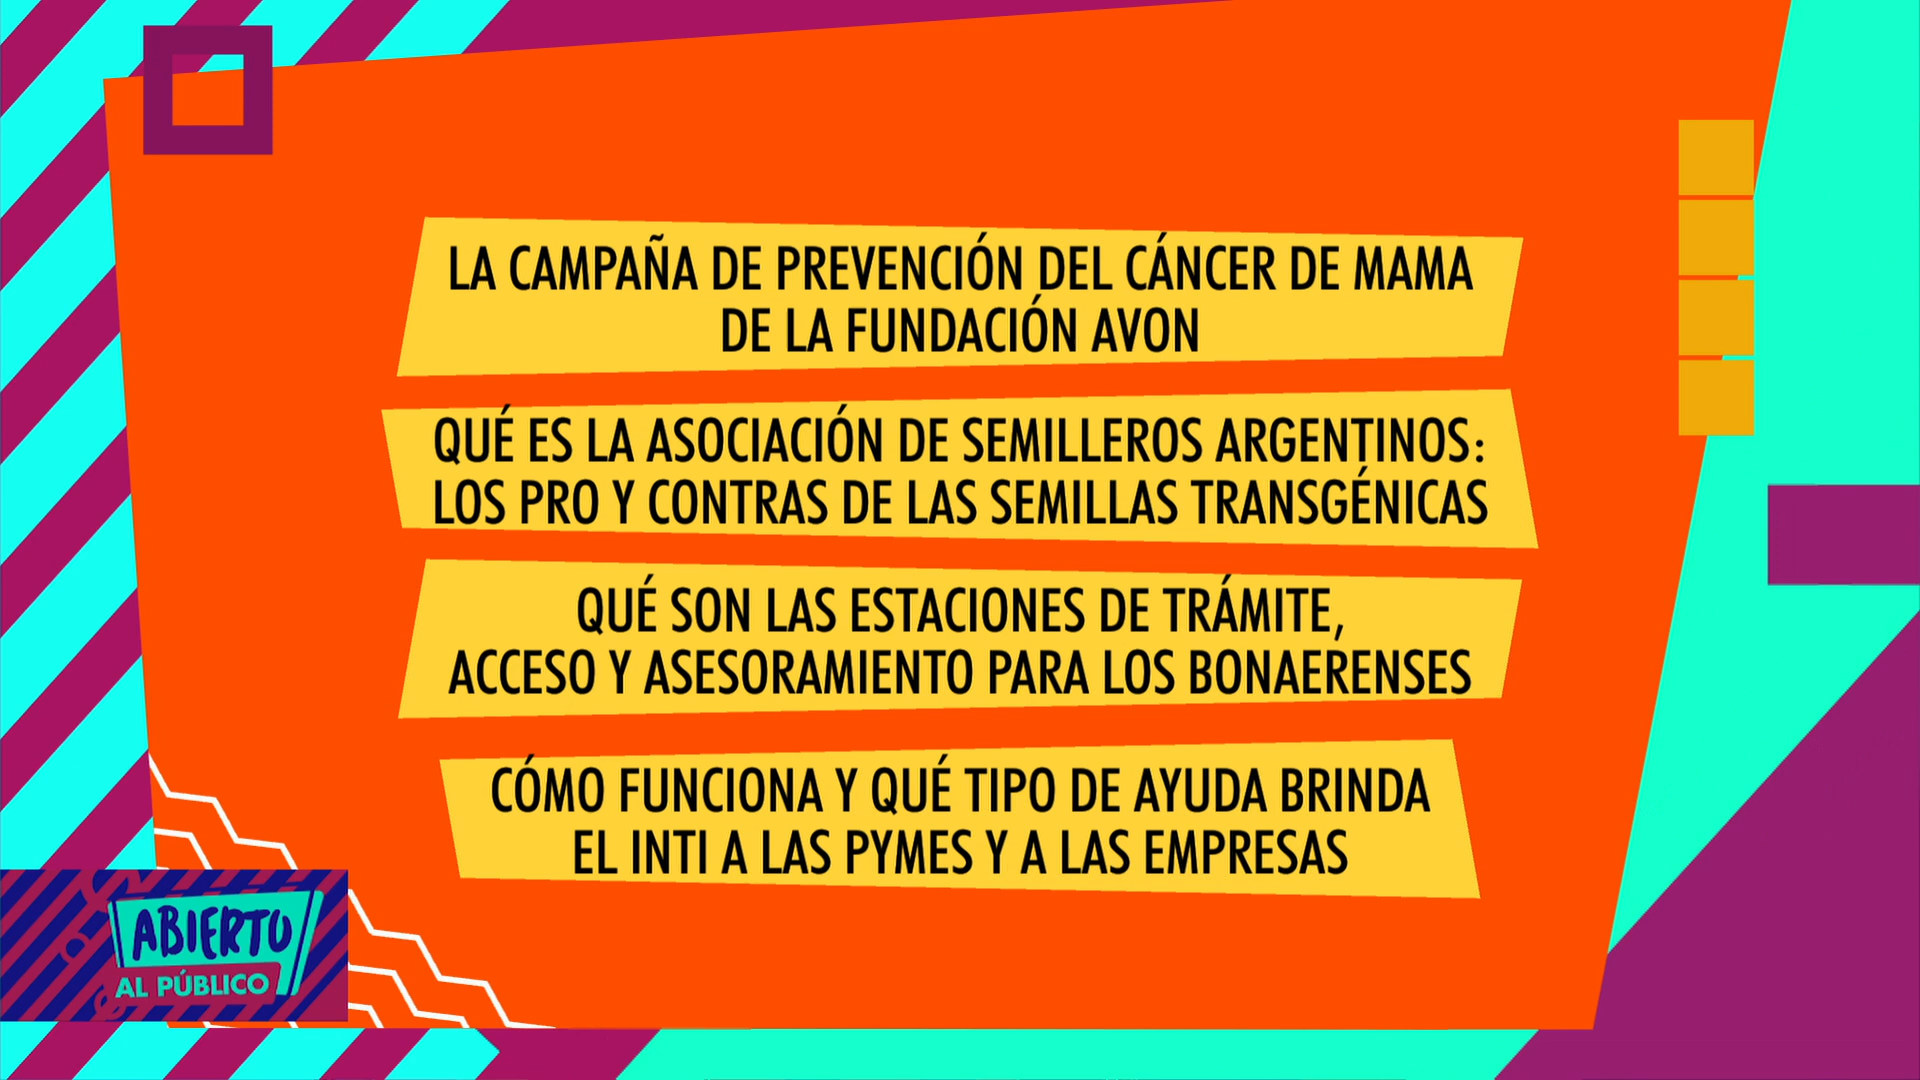 LA CAMPAÑA DE PREVENCIÓN DEL CÁNCER DE MAMA
DE LA FUNDACIÓN AVON
QUÉ ES LA ASOCIACIÓN DE SEMILLEROS ARGENTINOS:
LOS PRO Y CONTRAS DE LAS SEMILLAS TRANSGÉNICAS
QUÉ SON LAS ESTACIONES DE TRÁMITE,
ACCESO Y ASESORAMIENTO PARA LOS BONAERENSES
CÓMO FUNCIONA Y QUÉ TIPO DE AYUDA BRINDA
EL INTI A LAS PYMES Y A LAS EMPRESAS
ABIERTO
AL PÚBLICO